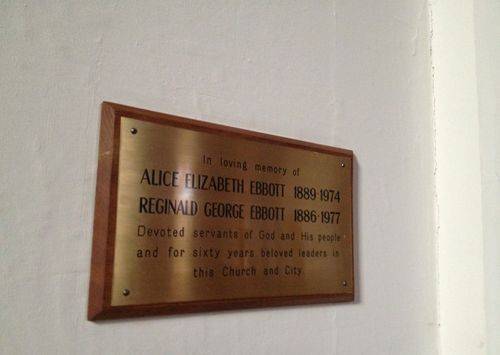 In loving memory of
ALICE ELIZABETH EBBOTT 1889-1974
REGINALD GEORGE EBBOTT 1886-1977
Devoted servants of God and His people
and for sixty years beloved leaders in
this Church and City